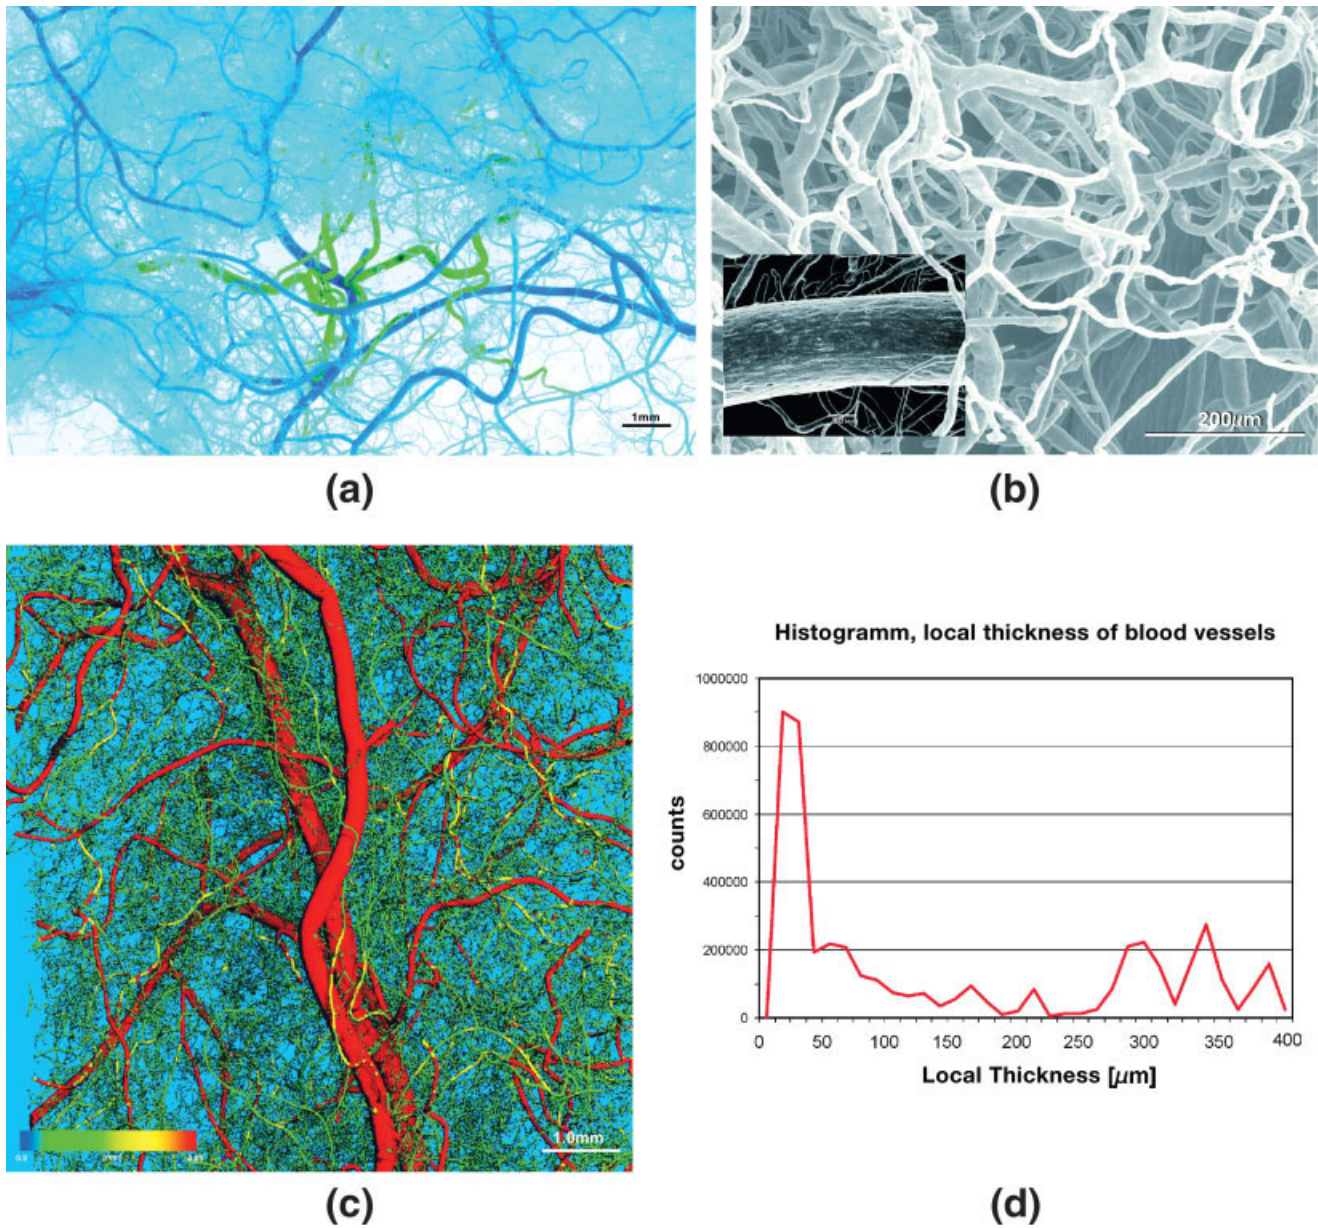 1mm
200µm
(a)
(b)
1.0mm
(c)
Histogramm, local thickness of blood vessels
1000000
800000
600000
400000
200000
0
counts
0 50 100 150 200 250 300 350 400
Local Thickness [µm]
(d)